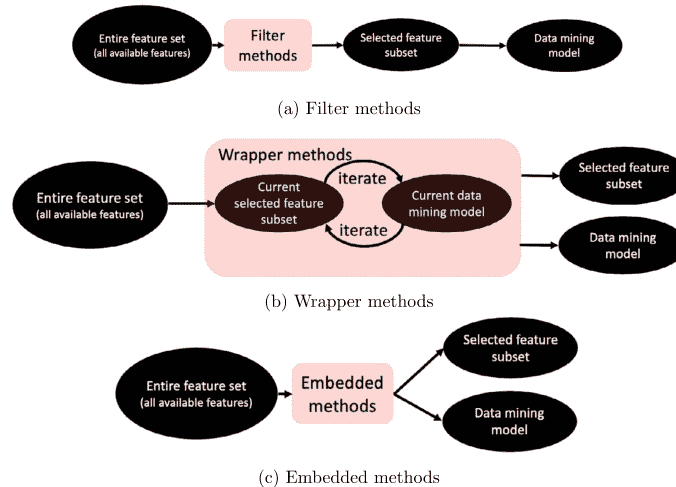 Entire feature set
(all available features)
Filter
methods
Selected feature
subset
Data mining
model
(a) Filter methods
Wrapper methods
Entire feature set
(all available features)
Current
selected feature
subset
iterate
iterate
Current data
mining model
Selected feature
subset
Data mining
model
(b) Wrapper methods
Entire feature set
(all available features)
Embedded
methods
Selected feature
subset
Data mining
model
(c) Embedded methods